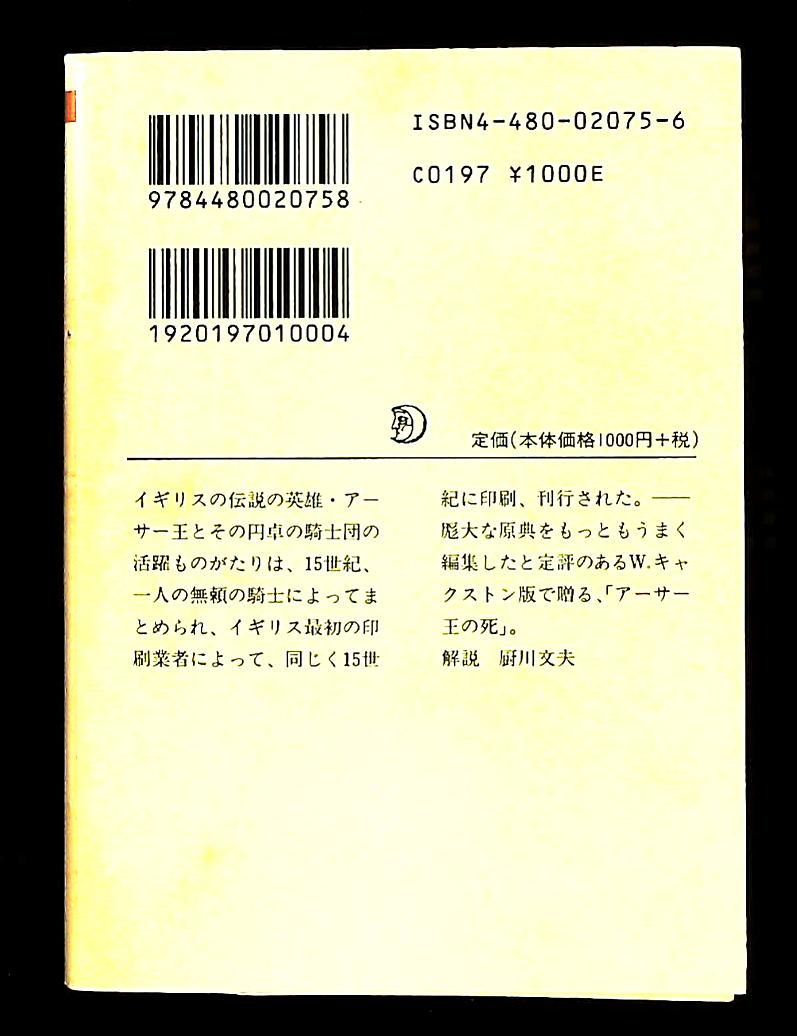 ISBN4-480-02075-6
C0197 ¥1000E
9784480020758
1920197010004
定価(本体価格1000円+税)
イギリスの伝説の英雄・アー
サー王とその円卓の騎士団の
活躍ものがたりは、15世紀、
一人の無頼の騎士によってま
とめられ、イギリス最初の印
刷業者によって、同じく15世
紀に印刷、刊行された。——
厖大な原典をもっともうまく
編集したと定評のあるW.キャ
クストン版で贈る、「アーサー
王の死」。
解説 厨川文夫